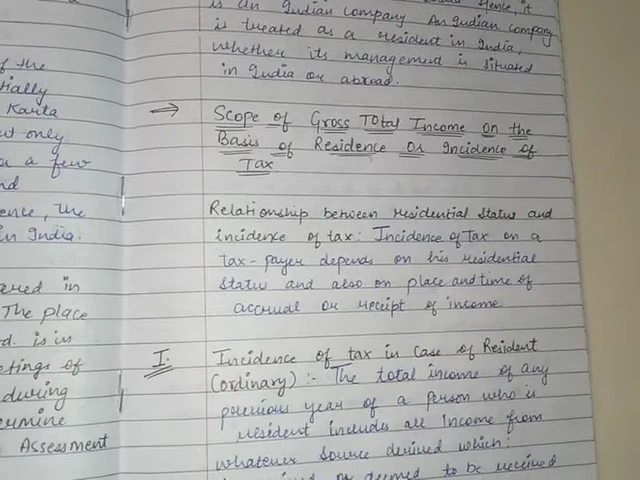 of the
tially
Karta
but only
a few
nd
ence, the
in India.
ered in
The place
d. is in
etings of
during
ermine
Assessment
Hence, it
is an Indian company. An Indian company
is treated as a resident in India,
whether its management is situated
in India or abroad.
→ Scope of Gross Total Income on the
Basis of Residence or Incidence of
Tax
Relationship between residential status and
incidence of tax: Incidence of Tax on a
tax-payer depends on his residential
status and also on place and time of
accrual or receipt of income
I. Incidence of tax in Case of Resident
(ordinary) :- The total income of any
previous year of a person who is
resident includes all Income from
whatever source derived which:
or deemed to be received